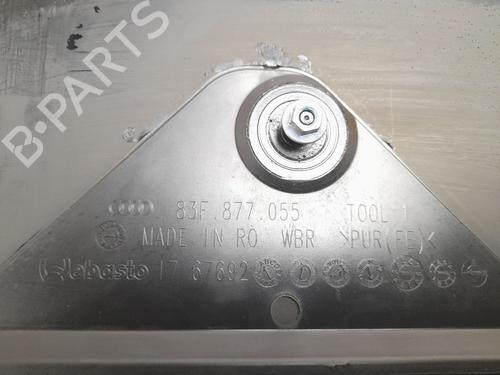 B-PARTS
83F.877.055 TOOL 1
MADE IN RO WBR >PUR(FE)<
Webasto 17 67692